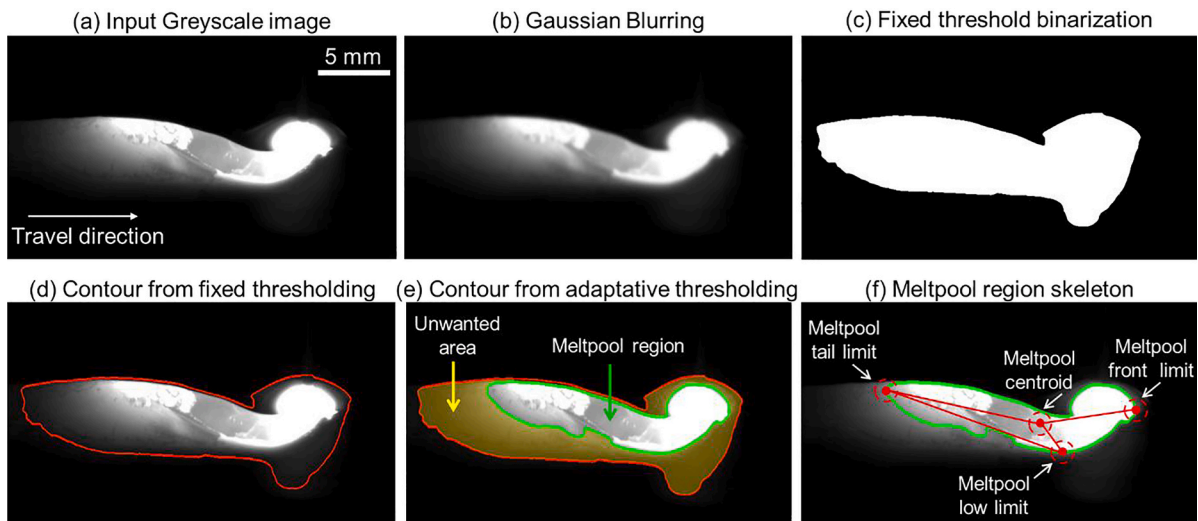 (a) Input Greyscale image
(b) Gaussian Blurring
(c) Fixed threshold binarization
5 mm
Travel direction
(d) Contour from fixed thresholding
(e) Contour from adaptative thresholding
(f) Meltpool region skeleton
Unwanted
area
Meltpool region
Meltpool
tail limit
Meltpool
centroid
Meltpool
front limit
Meltpool
low limit